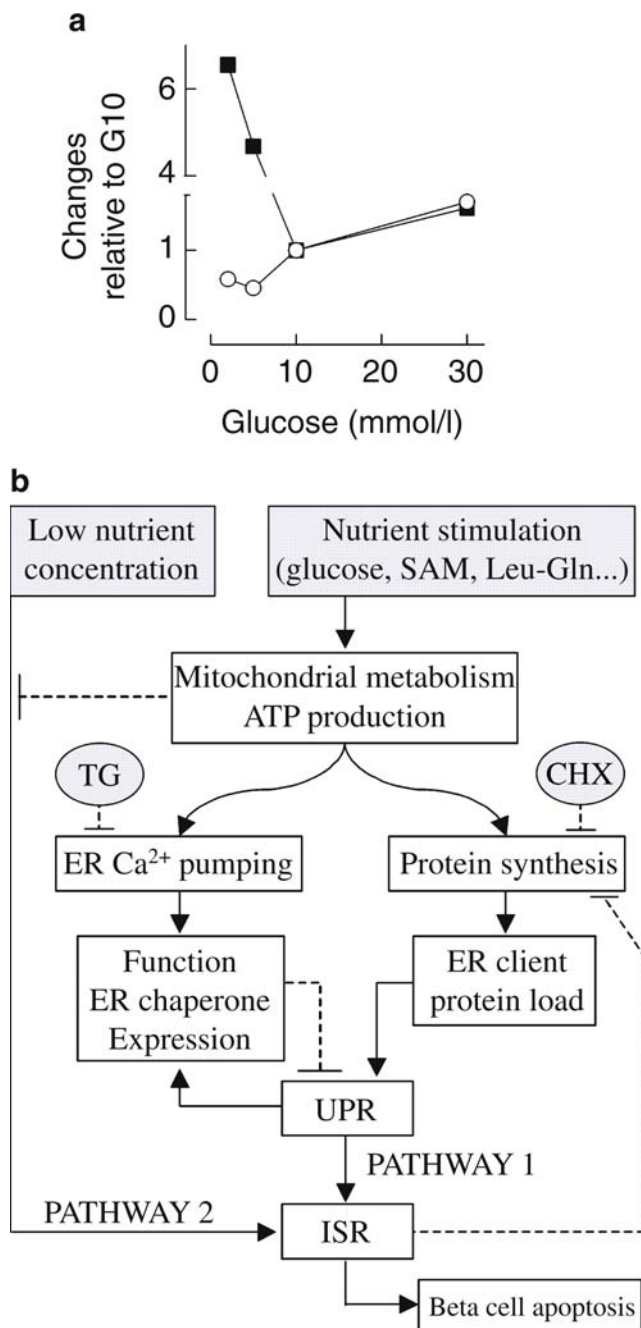 a
6
4
1
0
Changes
relative to G10
0
10
20
30
Glucose (mmol/l)
b
Low nutrient
concentration
Nutrient stimulation
(glucose, SAM, Leu-Gln...)
Mitochondrial metabolism
ATP production
TG
CHX
ER Ca²⁺ pumping
Protein synthesis
Function
ER chaperone
Expression
ER client
protein load
UPR
PATHWAY 1
PATHWAY 2
ISR
Beta cell apoptosis